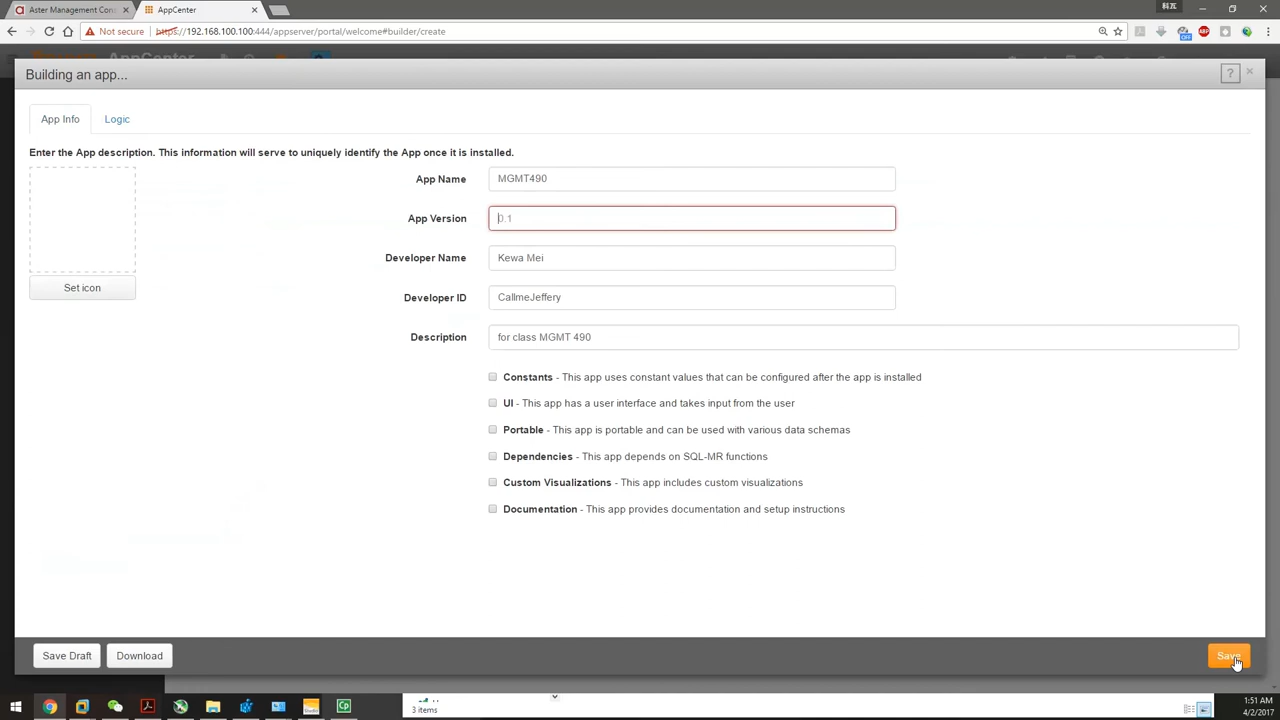 Aster Management Con
AppCenter
Not secure
https://192.168.100.100:444/appserver/portal/welcome#builder/create
AppCenter
Building an app...
?
App Info
Logic
Enter the App description. This information will serve to uniquely identify the App once it is installed.
Set icon
App Name
MGMT490
App Version
0.1
Developer Name
Kewa Mei
Developer ID
CallmeJeffery
Description
for class MGMT 490
Constants - This app uses constant values that can be configured after the app is installed
UI - This app has a user interface and takes input from the user
Portable - This app is portable and can be used with various data schemas
Dependencies - This app depends on SQL-MR functions
Custom Visualizations - This app includes custom visualizations
Documentation - This app provides documentation and setup instructions
Save Draft
Download
Save
3 items
1:51 AM
4/2/2017